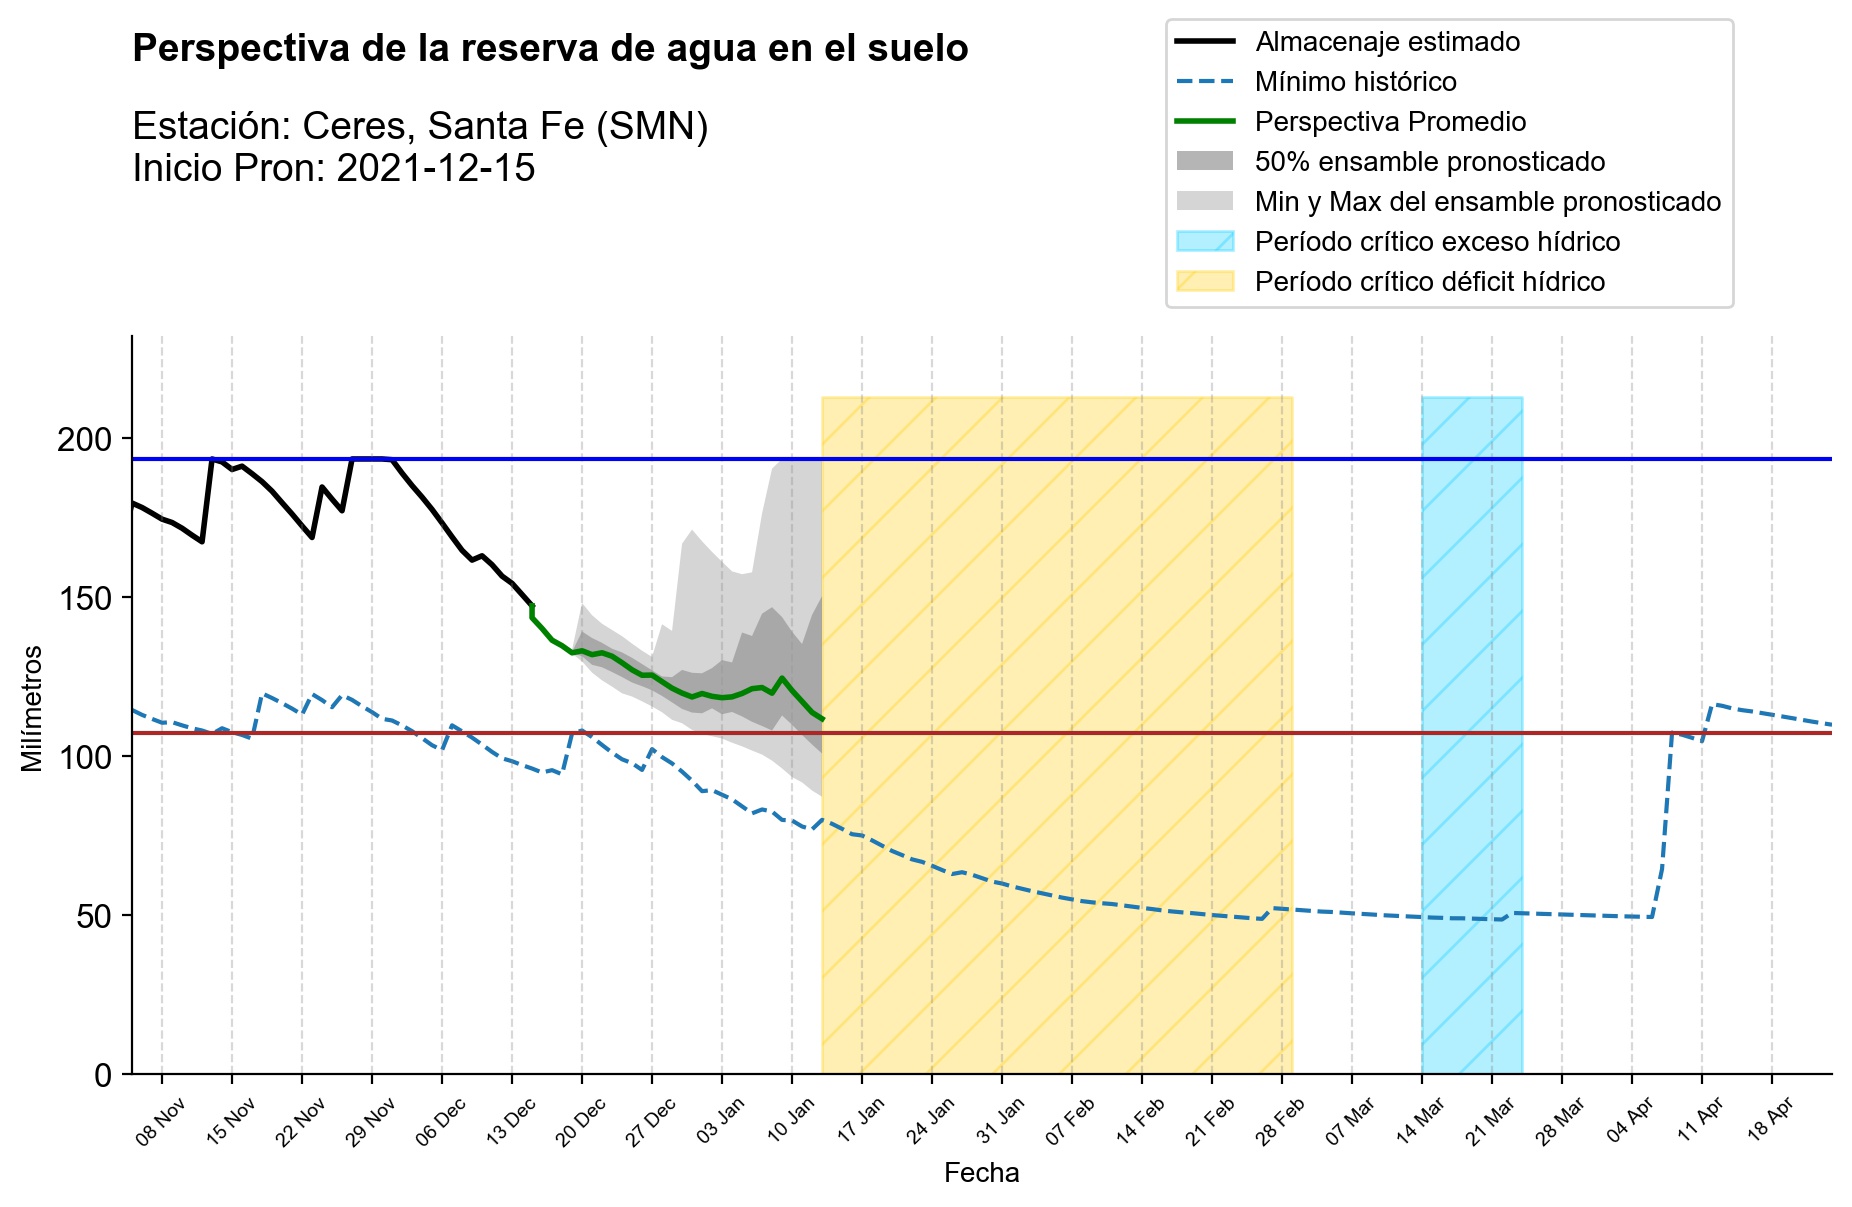 Perspectiva de la reserva de agua en el suelo
Estación: Ceres, Santa Fe (SMN)
Inicio Pron: 2021-12-15
Almacenaje estimado
Mínimo histórico
Perspectiva Promedio
50% ensamble pronosticado
Min y Max del ensamble pronosticado
Período crítico exceso hídrico
Período crítico déficit hídrico
Milímetros
200
150
100
50
0
08 Nov
15 Nov
22 Nov
29 Nov
06 Dec
13 Dec
20 Dec
27 Dec
03 Jan
10 Jan
17 Jan
24 Jan
31 Jan
07 Feb
14 Feb
21 Feb
28 Feb
07 Mar
14 Mar
21 Mar
28 Mar
04 Apr
11 Apr
18 Apr
Fecha